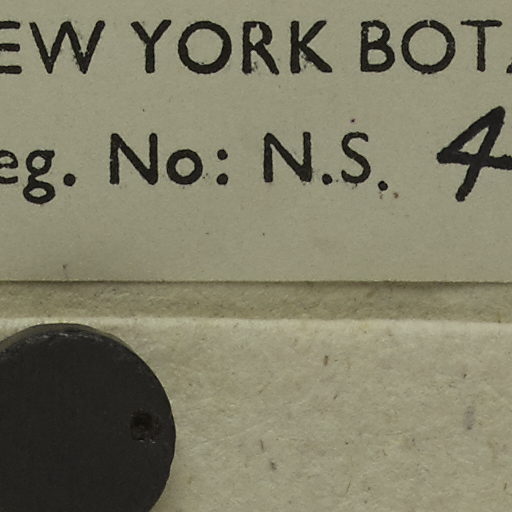 EW YORK BOT
eg. No: N.S. 4